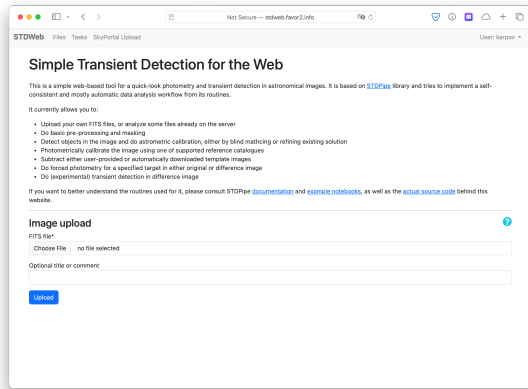 Not Secure — stdweb.favor2.info
STDWeb Files Tasks SkyPortal Upload User: karpov
Simple Transient Detection for the Web
This is a simple web-based tool for a quick-look photometry and transient detection in astronomical images. It is based on STDPipe library and tries to implement a self-
consistent and mostly automatic data analysis workflow from its routines.
It currently allows you to:
• Upload your own FITS files, or analyze some files already on the server
• Do basic pre-processing and masking
• Detect objects in the image and do astrometric calibration, either by blind mathcing or refining existing solution
• Photometrically calibrate the image using one of supported reference catalogues
• Subtract either user-provided or automatically downloaded template images
• Do forced photometry for a specified target in either original or difference image
• Do (experimental) transient detection in difference image
If you want to better understand the routines used for it, please consult STDPipe documentation and example notebooks, as well as the actual source code behind this
website.
Image upload ?
FITS file*
Choose File no file selected
Optional title or comment
Upload